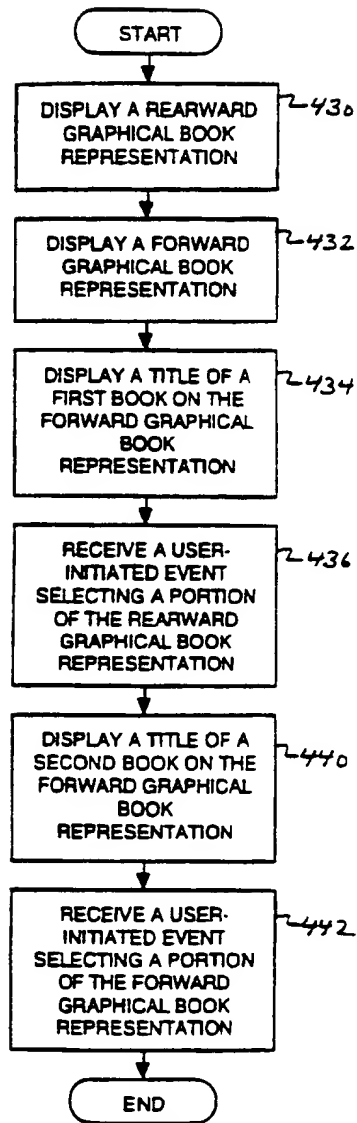 START
DISPLAY A REARWARD
GRAPHICAL BOOK
REPRESENTATION
430
DISPLAY A FORWARD
GRAPHICAL BOOK
REPRESENTATION
432
DISPLAY A TITLE OF A
FIRST BOOK ON THE
FORWARD GRAPHICAL
BOOK
REPRESENTATION
434
RECEIVE A USER-
INITIATED EVENT
SELECTING A PORTION
OF THE REARWARD
GRAPHICAL BOOK
REPRESENTATION
436
DISPLAY A TITLE OF A
SECOND BOOK ON THE
FORWARD GRAPHICAL
BOOK
REPRESENTATION
440
RECEIVE A USER-
INITIATED EVENT
SELECTING A PORTION
OF THE FORWARD
GRAPHICAL BOOK
REPRESENTATION
442
END